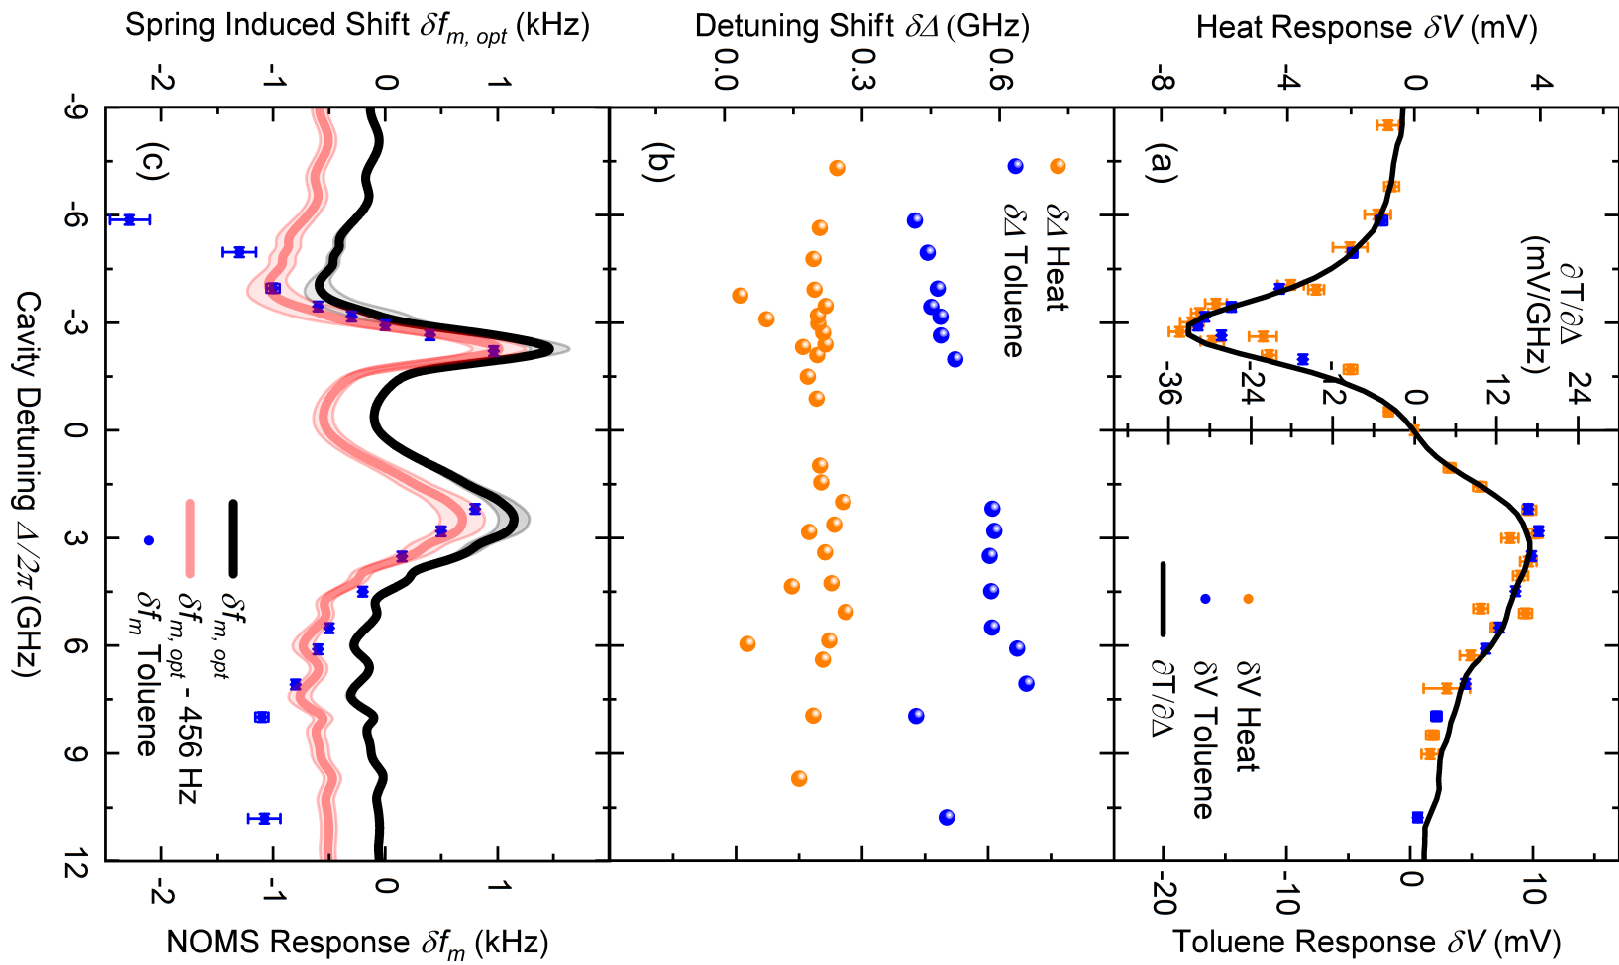 Spring Induced Shift δf_m, opt (kHz)
-2
-1
0
1
Detuning Shift δΔ (GHz)
0.0
0.3
0.6
Heat Response δV (mV)
-8
-4
0
4
(a)
∂T/∂Δ
(mV/GHz)
-36
-24
-12
0
12
24
δV Heat
δV Toluene
∂T/∂Δ
(b)
δΔ Heat
δΔ Toluene
(c)
δf_m, opt
δf_m, opt - 456 Hz
δf_m Toluene
-9
-6
-3
0
3
6
9
12
Cavity Detuning Δ/2π (GHz)
-2
-1
0
1
NOMS Response δf_m (kHz)
-20
-10
0
10
Toluene Response δV (mV)